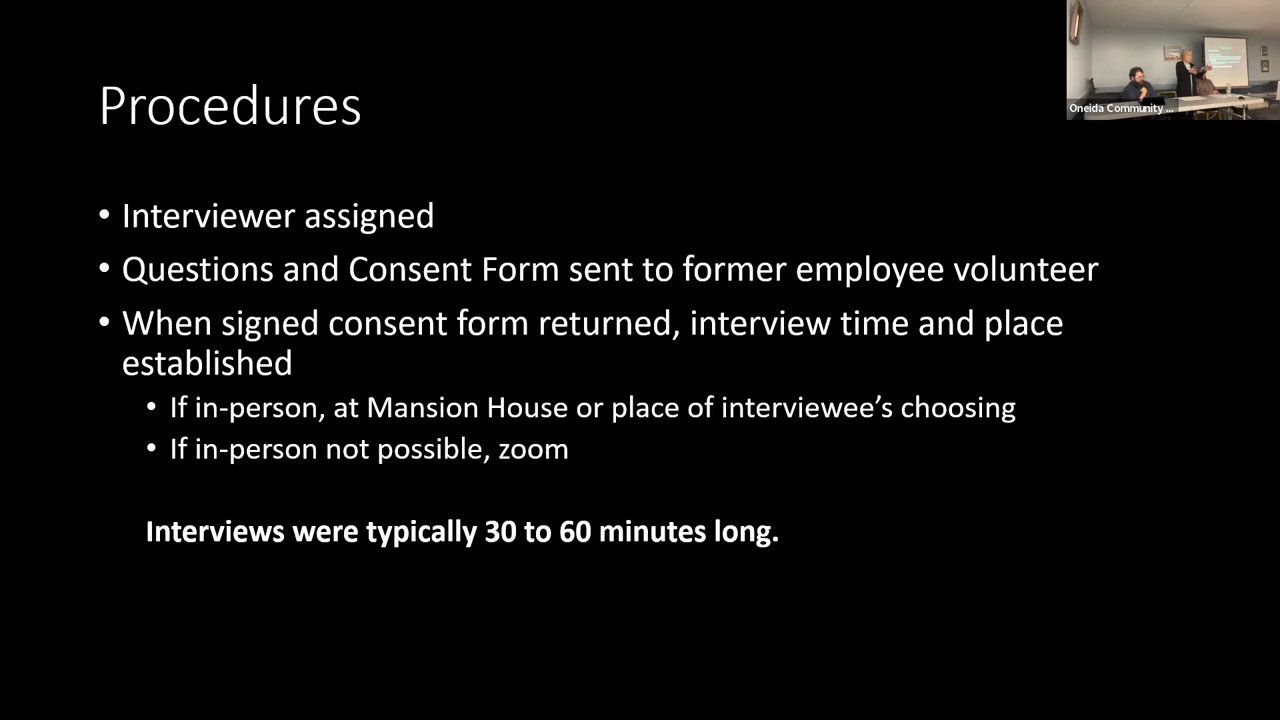 Oneida Community ...
Procedures
• Interviewer assigned
• Questions and Consent Form sent to former employee volunteer
• When signed consent form returned, interview time and place
established
• If in-person, at Mansion House or place of interviewee’s choosing
• If in-person not possible, zoom
Interviews were typically 30 to 60 minutes long.